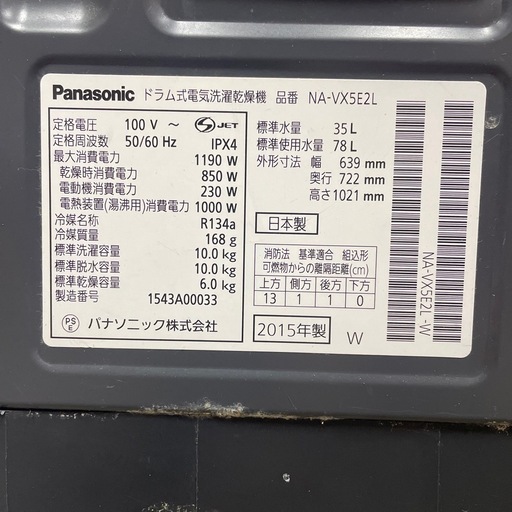 Panasonic ドラム式電気洗濯乾燥機 品番 NA-VX5E2L
定格電圧 100 V ～ S JET
定格周波数 50/60 Hz IPX4
最大消費電力 1190 W
乾燥時消費電力 850 W
電動機消費電力 230 W
電熱装置(湯沸用)消費電力 1000 W
冷媒名称 R134a
冷媒質量 168 g
標準洗濯容量 10.0 kg
標準脱水容量 10.0 kg
標準乾燥容量 6.0 kg
製造番号 1543A00033
PS E パナソニック株式会社
標準水量 35 L
標準使用水量 78 L
外形寸法 幅 639 mm
奥行 722 mm
高さ 1021 mm
日本製
消防法 基準適合 組込形
可燃物からの離隔距離(cm)
上方 側方 後方 下方
13 1 1 0
2015年製 W
NA-VX5E2L-W